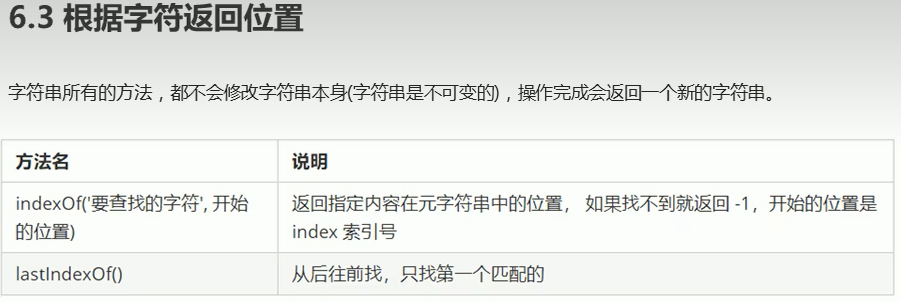 6.3 根据字符返回位置
字符串所有的方法，都不会修改字符串本身(字符串是不可变的)，操作完成会返回一个新的字符串。
方法名 说明
indexOf('要查找的字符', 开始 返回指定内容在元字符串中的位置， 如果找不到就返回 -1，开始的位置是
的位置) index 索引号
lastIndexOf() 从后往前找，只找第一个匹配的